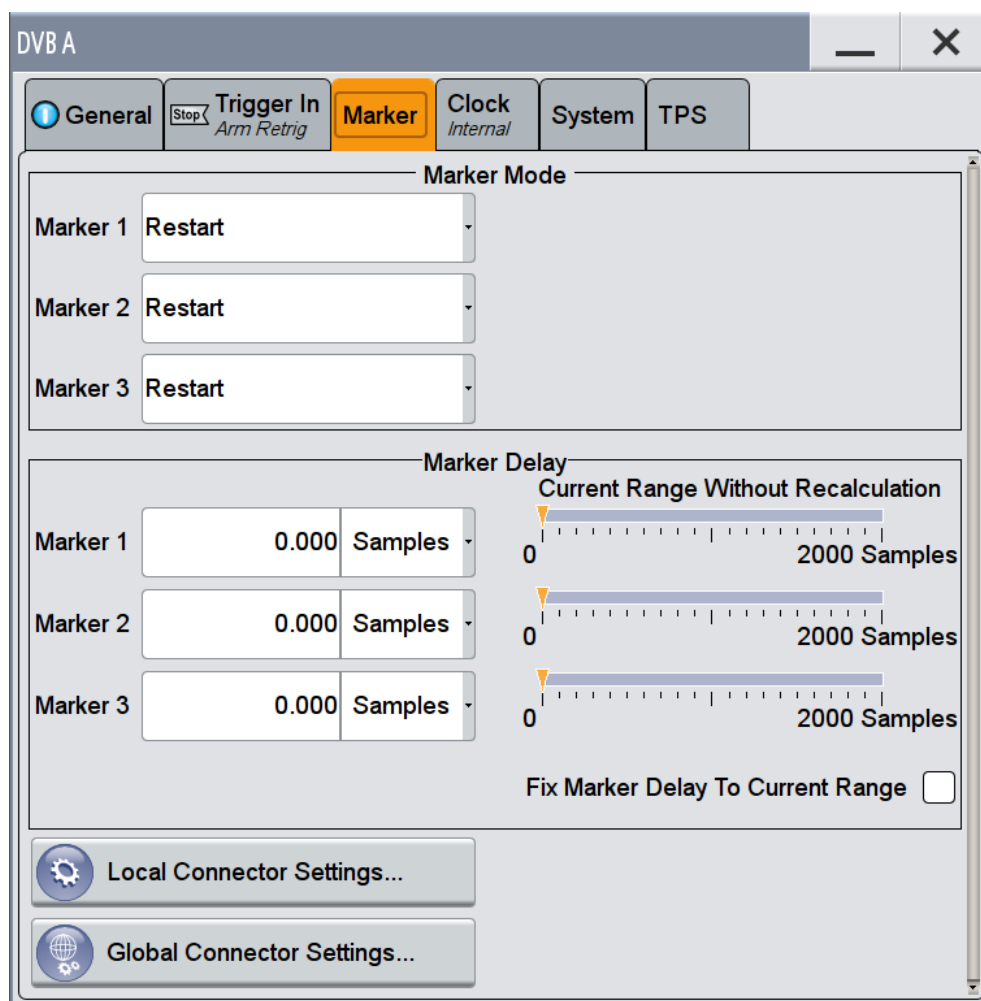 DVB A
General
Stop
Trigger In
Arm Retrig
Marker
Clock
Internal
System
TPS
Marker Mode
Marker 1 Restart
Marker 2 Restart
Marker 3 Restart
Marker Delay
Current Range Without Recalculation
Marker 1 0.000 Samples
0 2000 Samples
Marker 2 0.000 Samples
0 2000 Samples
Marker 3 0.000 Samples
0 2000 Samples
Fix Marker Delay To Current Range
Local Connector Settings...
Global Connector Settings...